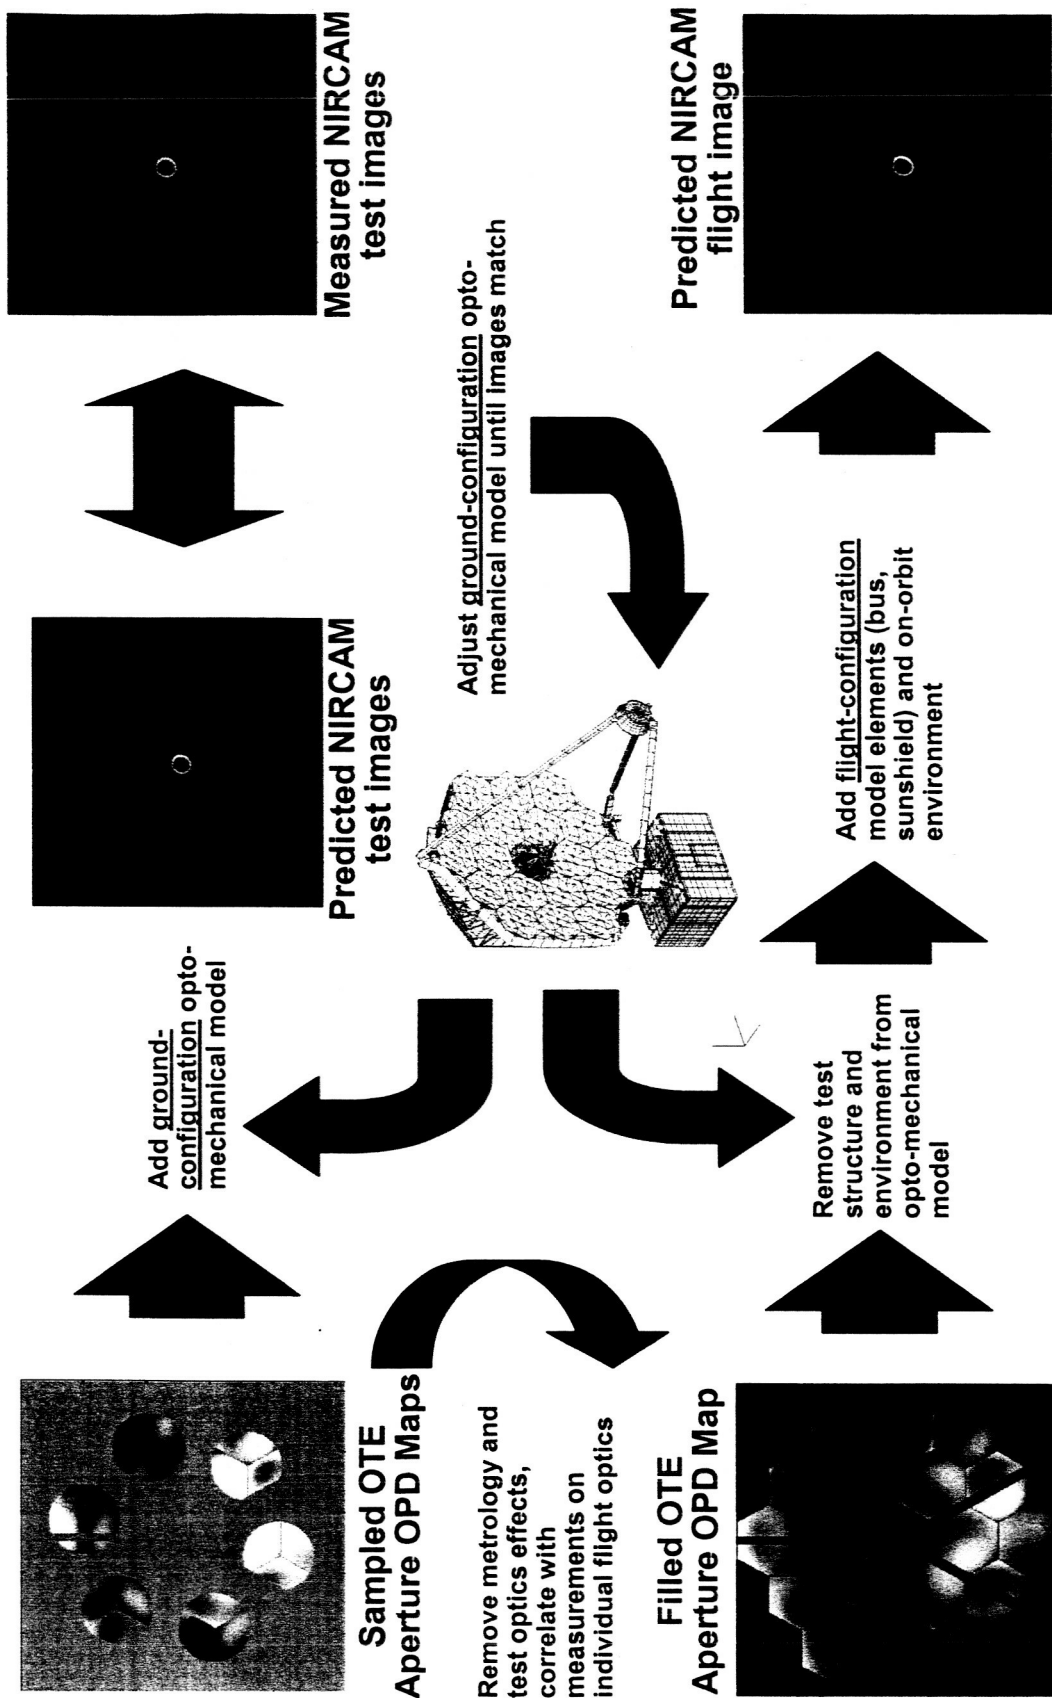 Sampled OTE
Aperture OPD Maps
Add ground-
configuration opto-
mechanical model
Predicted NIRCAM
test images
Measured NIRCAM
test images
Remove metrology and
test optics effects,
correlate with
measurements on
individual flight optics
Adjust ground-configuration opto-
mechanical model until images match
Filled OTE
Aperture OPD Map
Remove test
structure and
environment from
opto-mechanical
model
Add flight-configuration
model elements (bus,
sunshield) and on-orbit
environment
Predicted NIRCAM
flight image